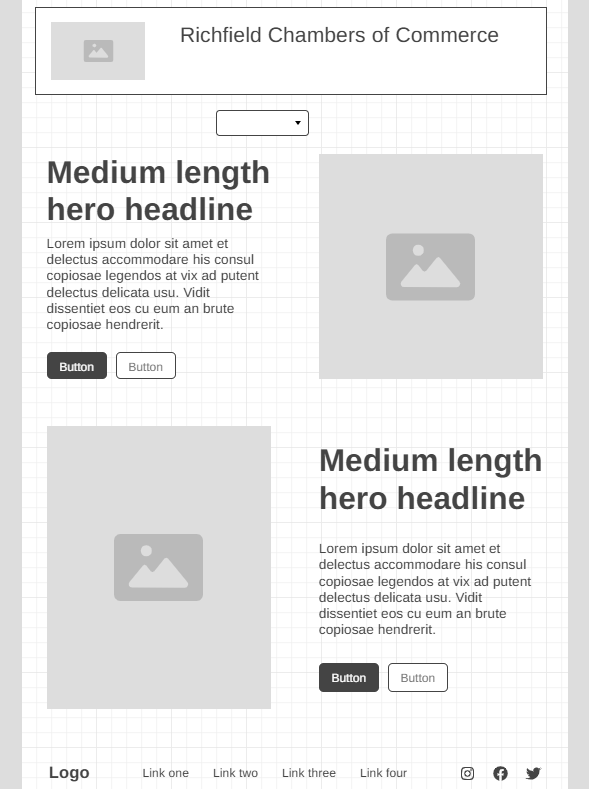 Richfield Chambers of Commerce
Medium length
hero headline
Lorem ipsum dolor sit amet et
delectus accommodare his consul
copiosae legendos at vix ad putent
delectus delicata usu. Vidit
dissentiet eos cu eum an brute
copiosae hendrerit.
Button
Button
Medium length
hero headline
Lorem ipsum dolor sit amet et
delectus accommodare his consul
copiosae legendos at vix ad putent
delectus delicata usu. Vidit
dissentiet eos cu eum an brute
copiosae hendrerit.
Button
Button
Logo
Link one
Link two
Link three
Link four